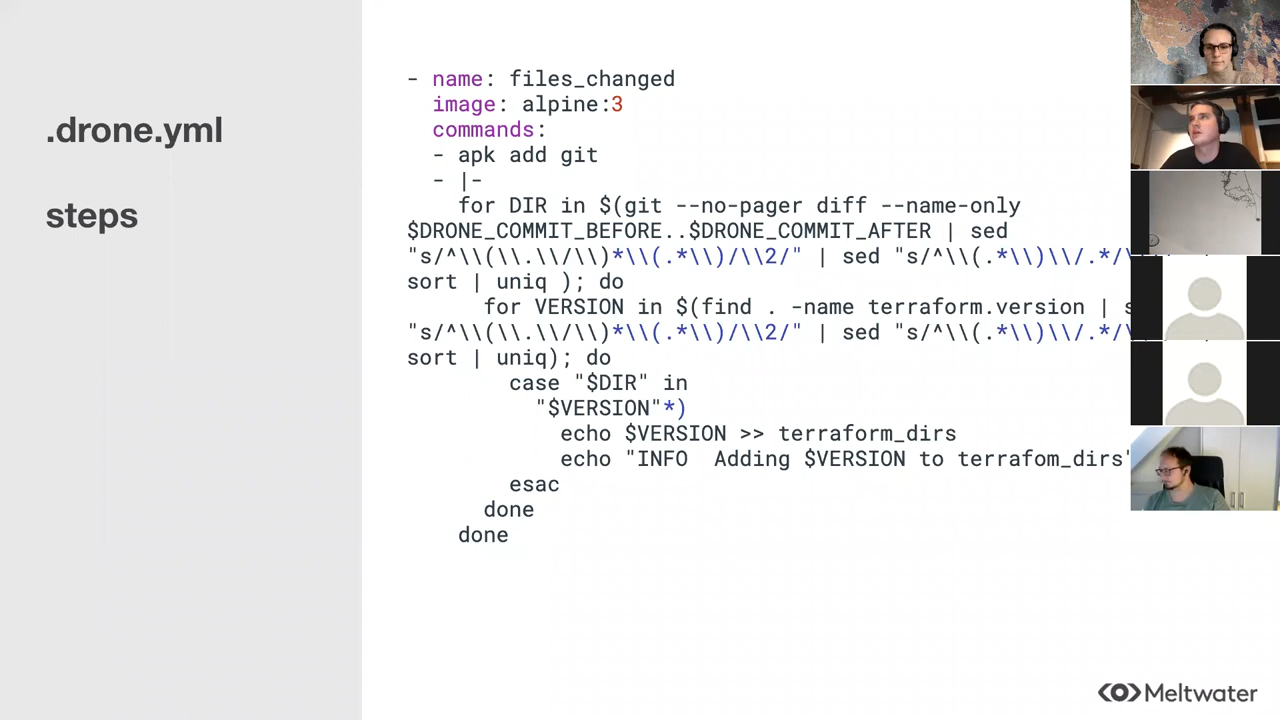 .drone.yml
steps
- name: files_changed
image: alpine:3
commands:
- apk add git
- |-
for DIR in $(git --no-pager diff --name-only
$DRONE_COMMIT_BEFORE..$DRONE_COMMIT_AFTER | sed
"s/^\\(\\.\\/\\)*\\(.*\\)/\\2/" | sed "s/^\\(.*\\)\\/.*/\
sort | uniq ); do
for VERSION in $(find . -name terraform.version | s
"s/^\\(\\.\\/\\)*\\(.*\\)/\\2/" | sed "s/^\\(.*\\)\\/.*/\
sort | uniq); do
case "$DIR" in
"$VERSION"*)
echo $VERSION >> terraform_dirs
echo "INFO  Adding $VERSION to terrafom_dirs"
esac
done
done
Meltwater